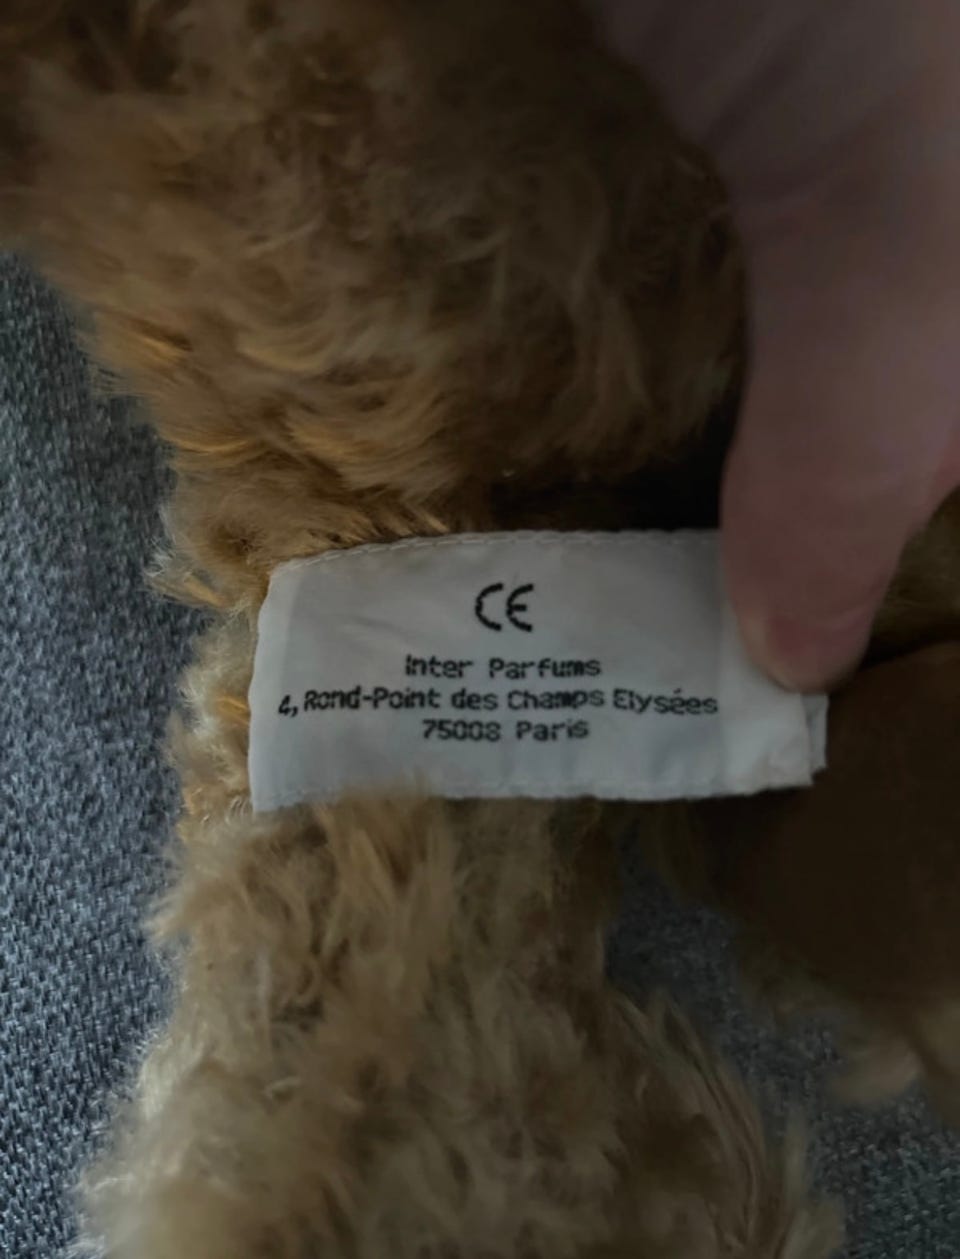 CE
Inter Parfums
4, Rond-Point des Champs Elysées
75008 Paris